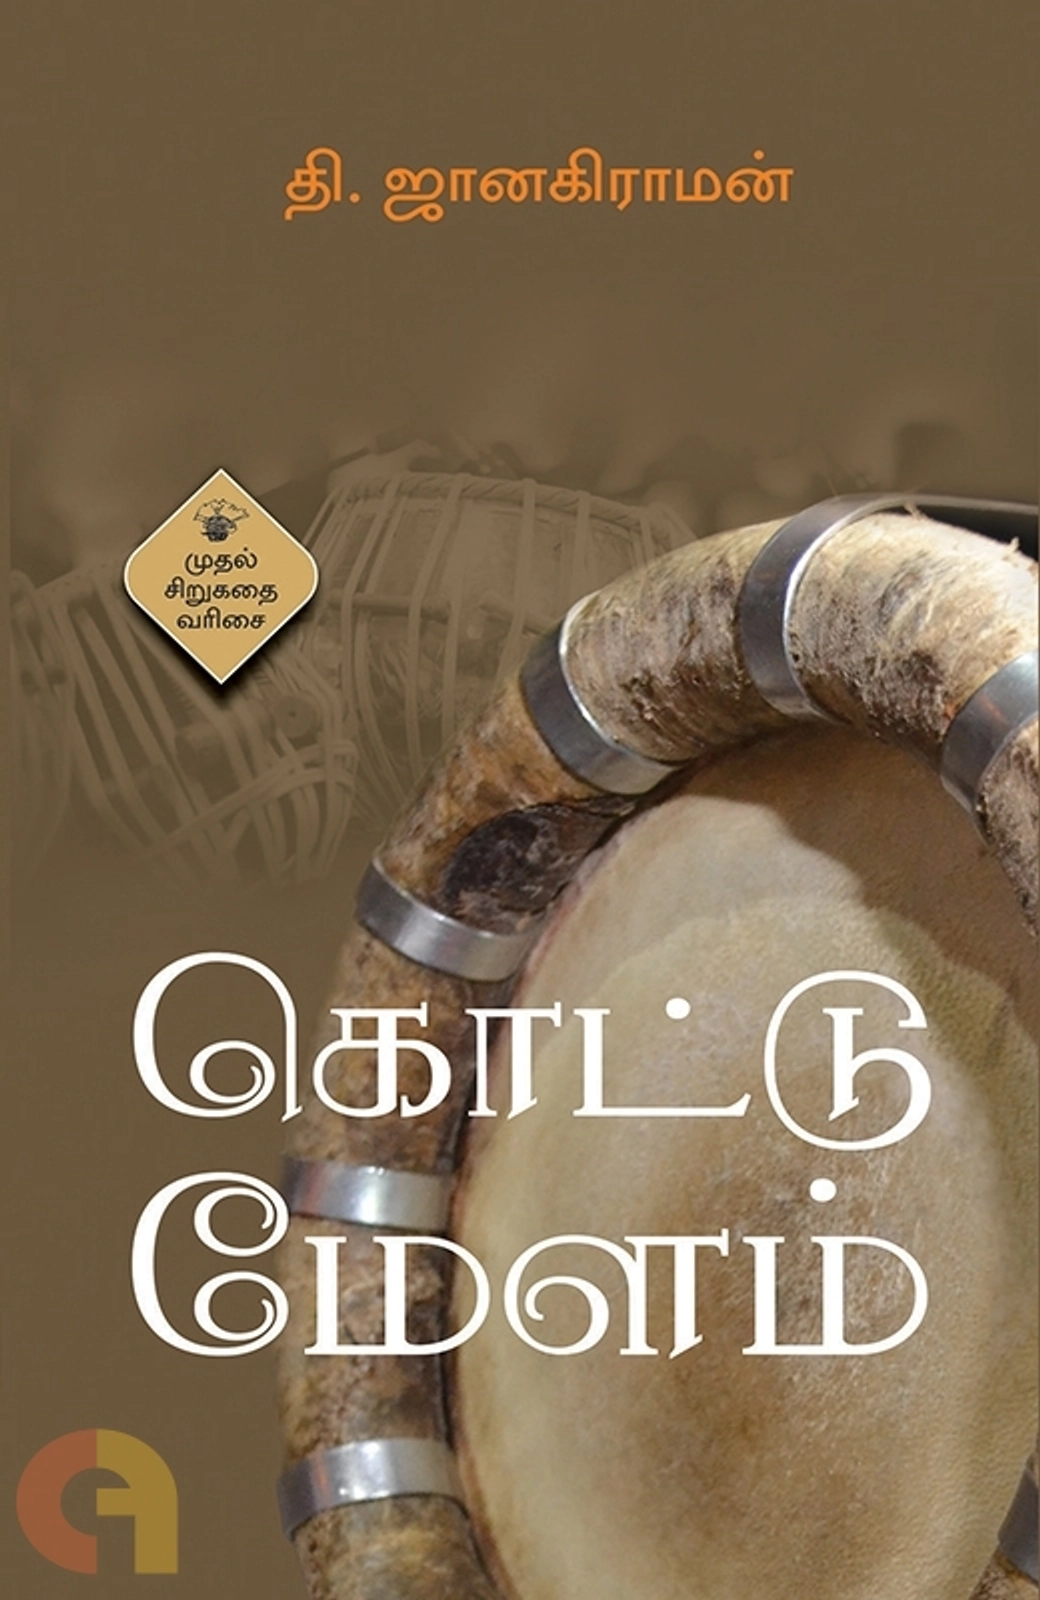 தி. ஜானகிராமன்
முதல்
சிறுகதை
வரிசை
கொட்டு
மேளம்